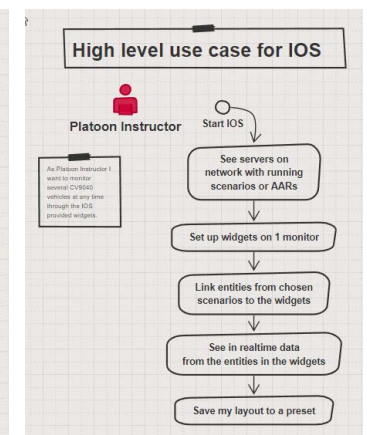 High level use case for IOS
Platoon Instructor
Start IOS
As Platoon Instructor I
want to monitor
several CV9040
vehicles at any time
through the IOS
provided widgets.
See servers on
network with running
scenarios or AARs
Set up widgets on 1 monitor
Link entities from chosen
scenarios to the widgets
See in realtime data
from the entities in the widgets
Save my layout to a preset